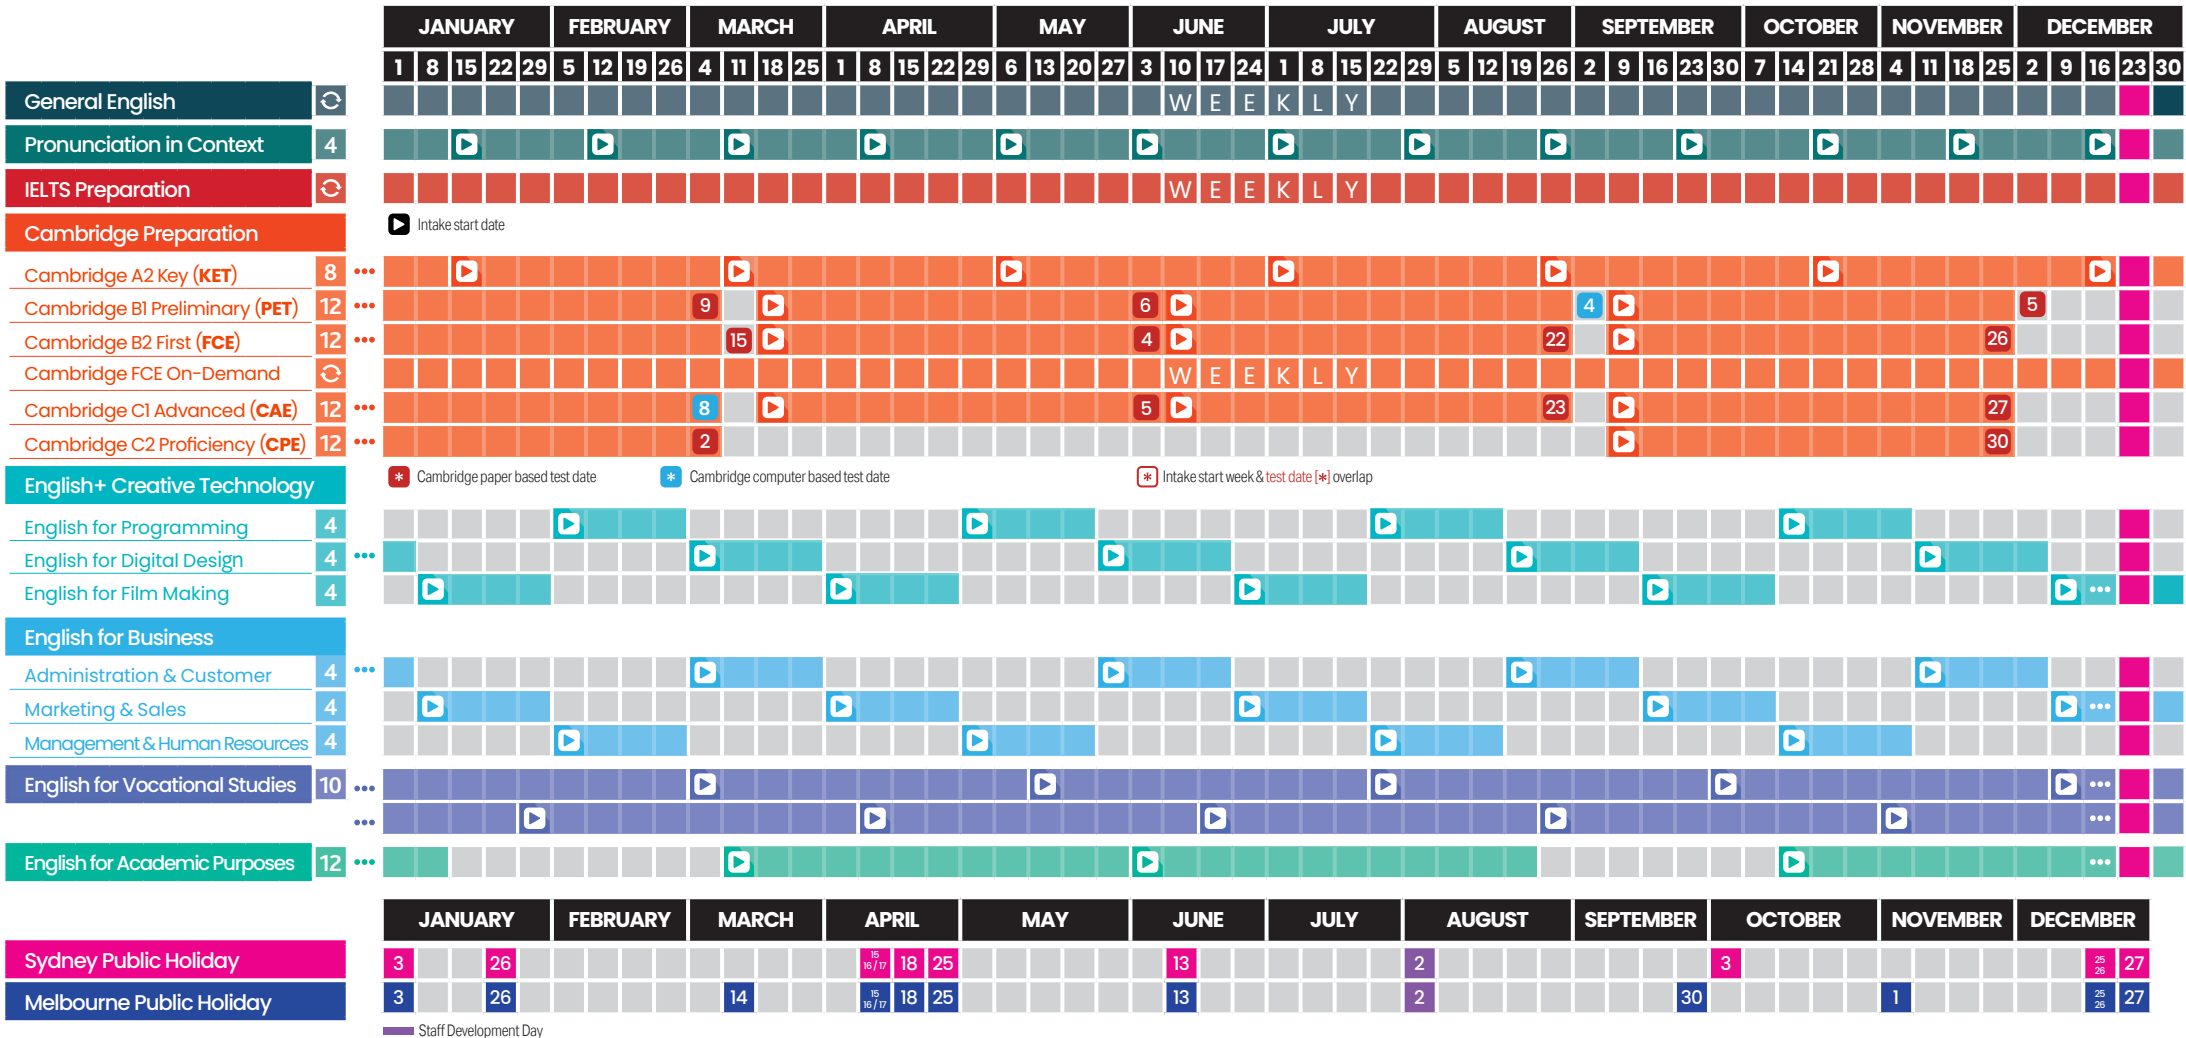 JANUARY FEBRUARY MARCH APRIL MAY JUNE JULY AUGUST SEPTEMBER OCTOBER NOVEMBER DECEMBER
1 8 15 22 29 5 12 19 26 4 11 18 25 1 8 15 22 29 6 13 20 27 3 10 17 24 1 8 15 22 29 5 12 19 26 2 9 16 23 30 7 14 21 28 4 11 18 25 2 9 16 23 30
General English W E E K L Y
Pronunciation in Context 4
IELTS Preparation W E E K L Y
Intake start date
Cambridge Preparation
Cambridge A2 Key (KET) 8 •••
Cambridge B1 Preliminary (PET) 12 ••• 9 6 4 5
Cambridge B2 First (FCE) 12 ••• 15 4 22 26
Cambridge FCE On-Demand W E E K L Y
Cambridge C1 Advanced (CAE) 12 ••• 8 5 23 27
Cambridge C2 Proficiency (CPE) 12 ••• 2 30
* Cambridge paper based test date * Cambridge computer based test date * Intake start week & test date [*] overlap
English+ Creative Technology
English for Programming 4
English for Digital Design 4 •••
English for Film Making 4 •••
English for Business
Administration & Customer 4 •••
Marketing & Sales 4 •••
Management & Human Resources 4
English for Vocational Studies 10 ••• •••
••• •••
English for Academic Purposes 12 ••• •••
JANUARY FEBRUARY MARCH APRIL MAY JUNE JULY AUGUST SEPTEMBER OCTOBER NOVEMBER DECEMBER
Sydney Public Holiday 3 26 15 16/17 18 25 13 2 3 25 26 27
Melbourne Public Holiday 3 26 14 15 16/17 18 25 13 2 30 1 25 26 27
Staff Development Day